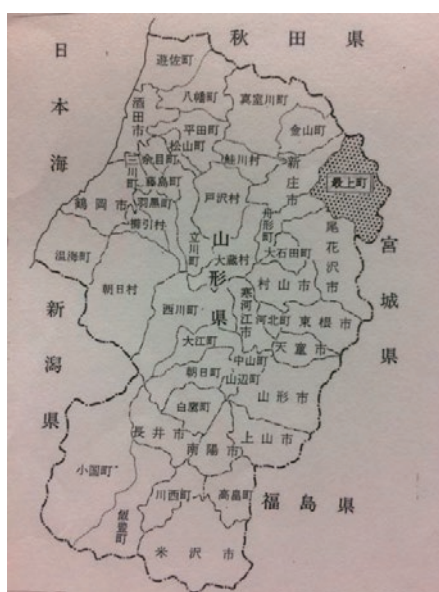 秋田県
日本海
遊佐町
八幡町
真室川町
酒田市
金山町
平田町
松山町
鮭川村
新庄市
最上町
余目町
三川町
藤島町
戸沢村
羽黒町
鶴岡市
舟形町
尾花沢市
宮城県
櫛引村
立川町
山形県
大石田町
大蔵村
温海町
朝日村
村山市
新潟県
西川町
寒河江市
河北町
東根市
大江町
天童市
中山町
朝日町
山辺町
山形市
白鷹町
長井市
上山市
南陽市
小国町
川西町
高畠町
福島県
飯豊町
米沢市